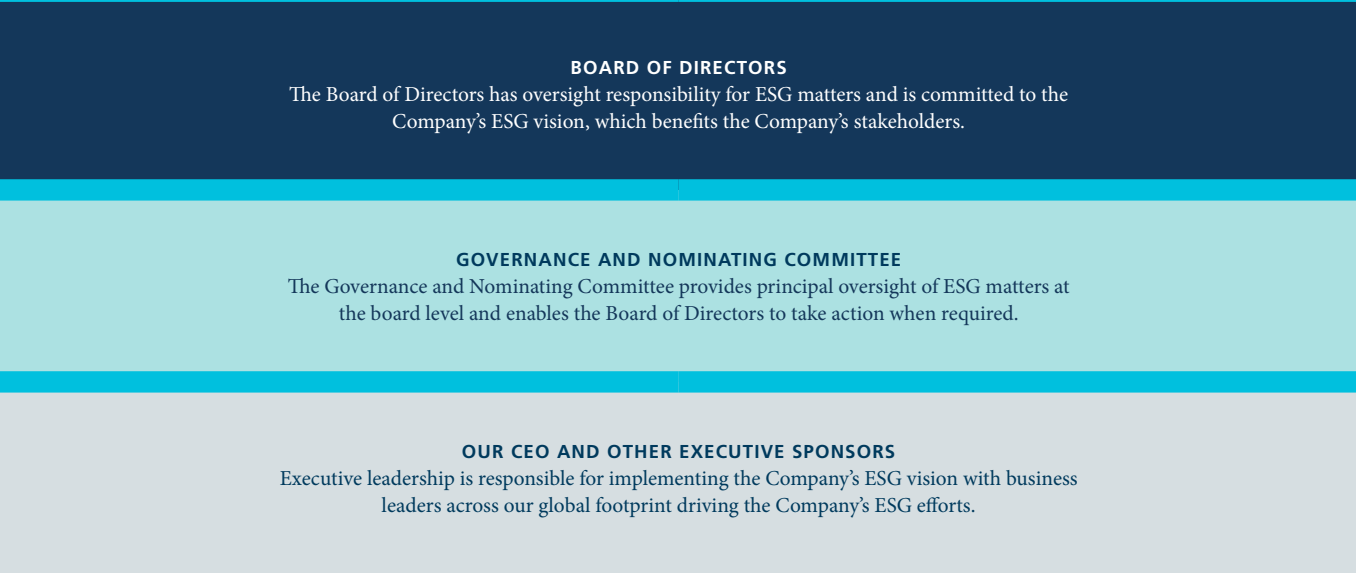 BOARD OF DIRECTORS
The Board of Directors has oversight responsibility for ESG matters and is committed to the
Company’s ESG vision, which benefits the Company’s stakeholders.
GOVERNANCE AND NOMINATING COMMITTEE
The Governance and Nominating Committee provides principal oversight of ESG matters at
the board level and enables the Board of Directors to take action when required.
OUR CEO AND OTHER EXECUTIVE SPONSORS
Executive leadership is responsible for implementing the Company’s ESG vision with business
leaders across our global footprint driving the Company’s ESG efforts.